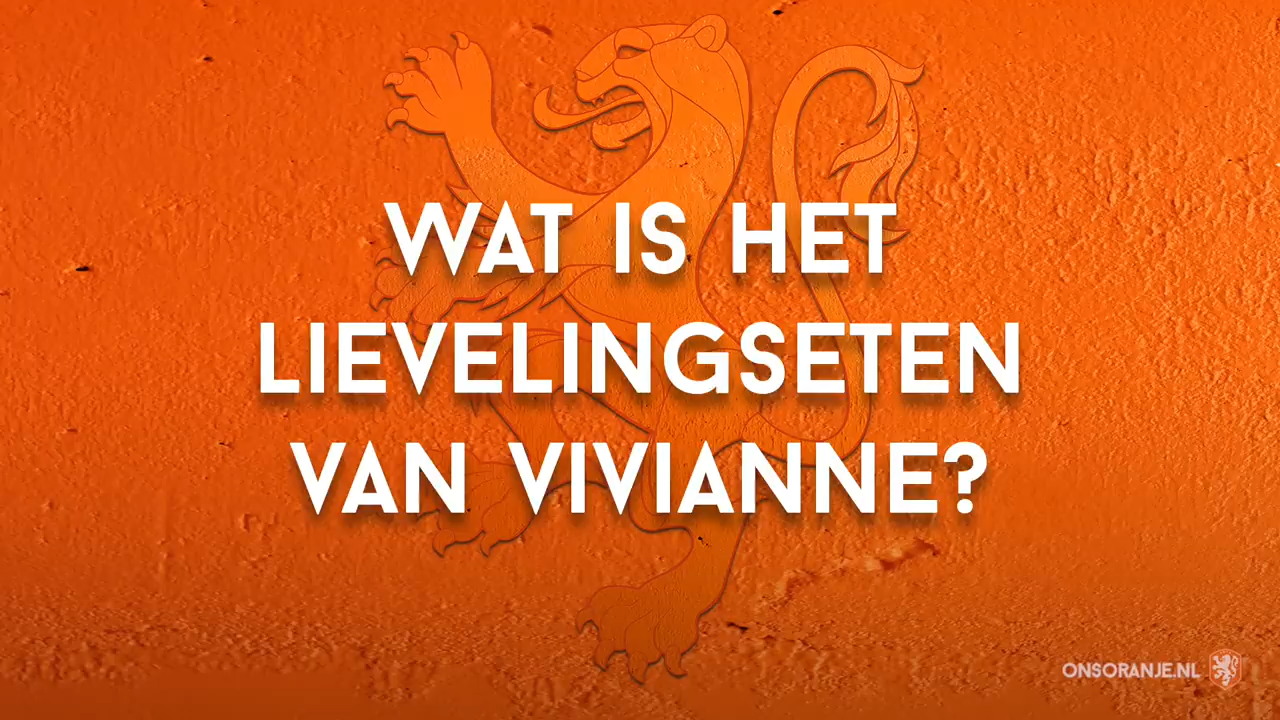 WAT IS HET
LIEVELINGSETEN
VAN VIVIANNE?
ONSORANJE.NL